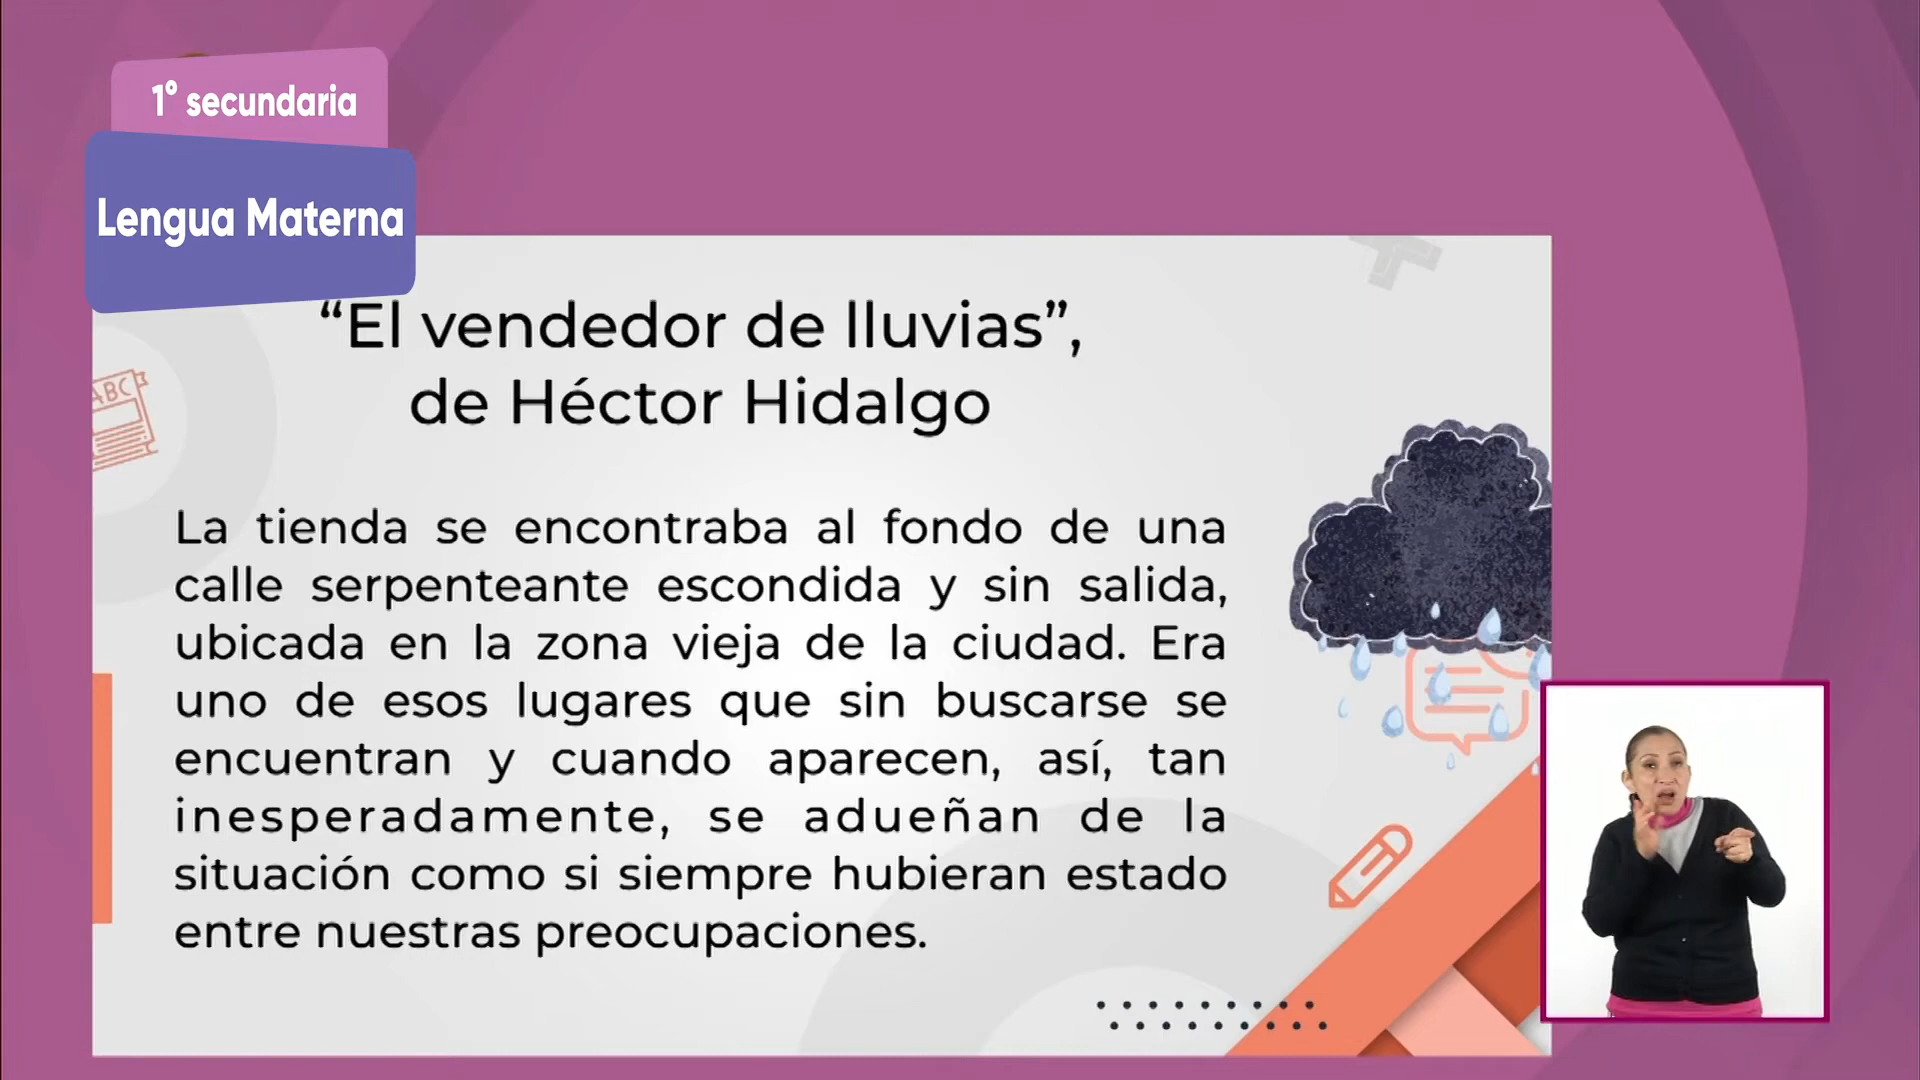 1° secundaria
Lengua Materna
“El vendedor de lluvias”,
de Héctor Hidalgo
ABC
La tienda se encontraba al fondo de una
calle serpenteante escondida y sin salida,
ubicada en la zona vieja de la ciudad. Era
uno de esos lugares que sin buscarse se
encuentran y cuando aparecen, así, tan
inesperadamente, se adueñan de la
situación como si siempre hubieran estado
entre nuestras preocupaciones.